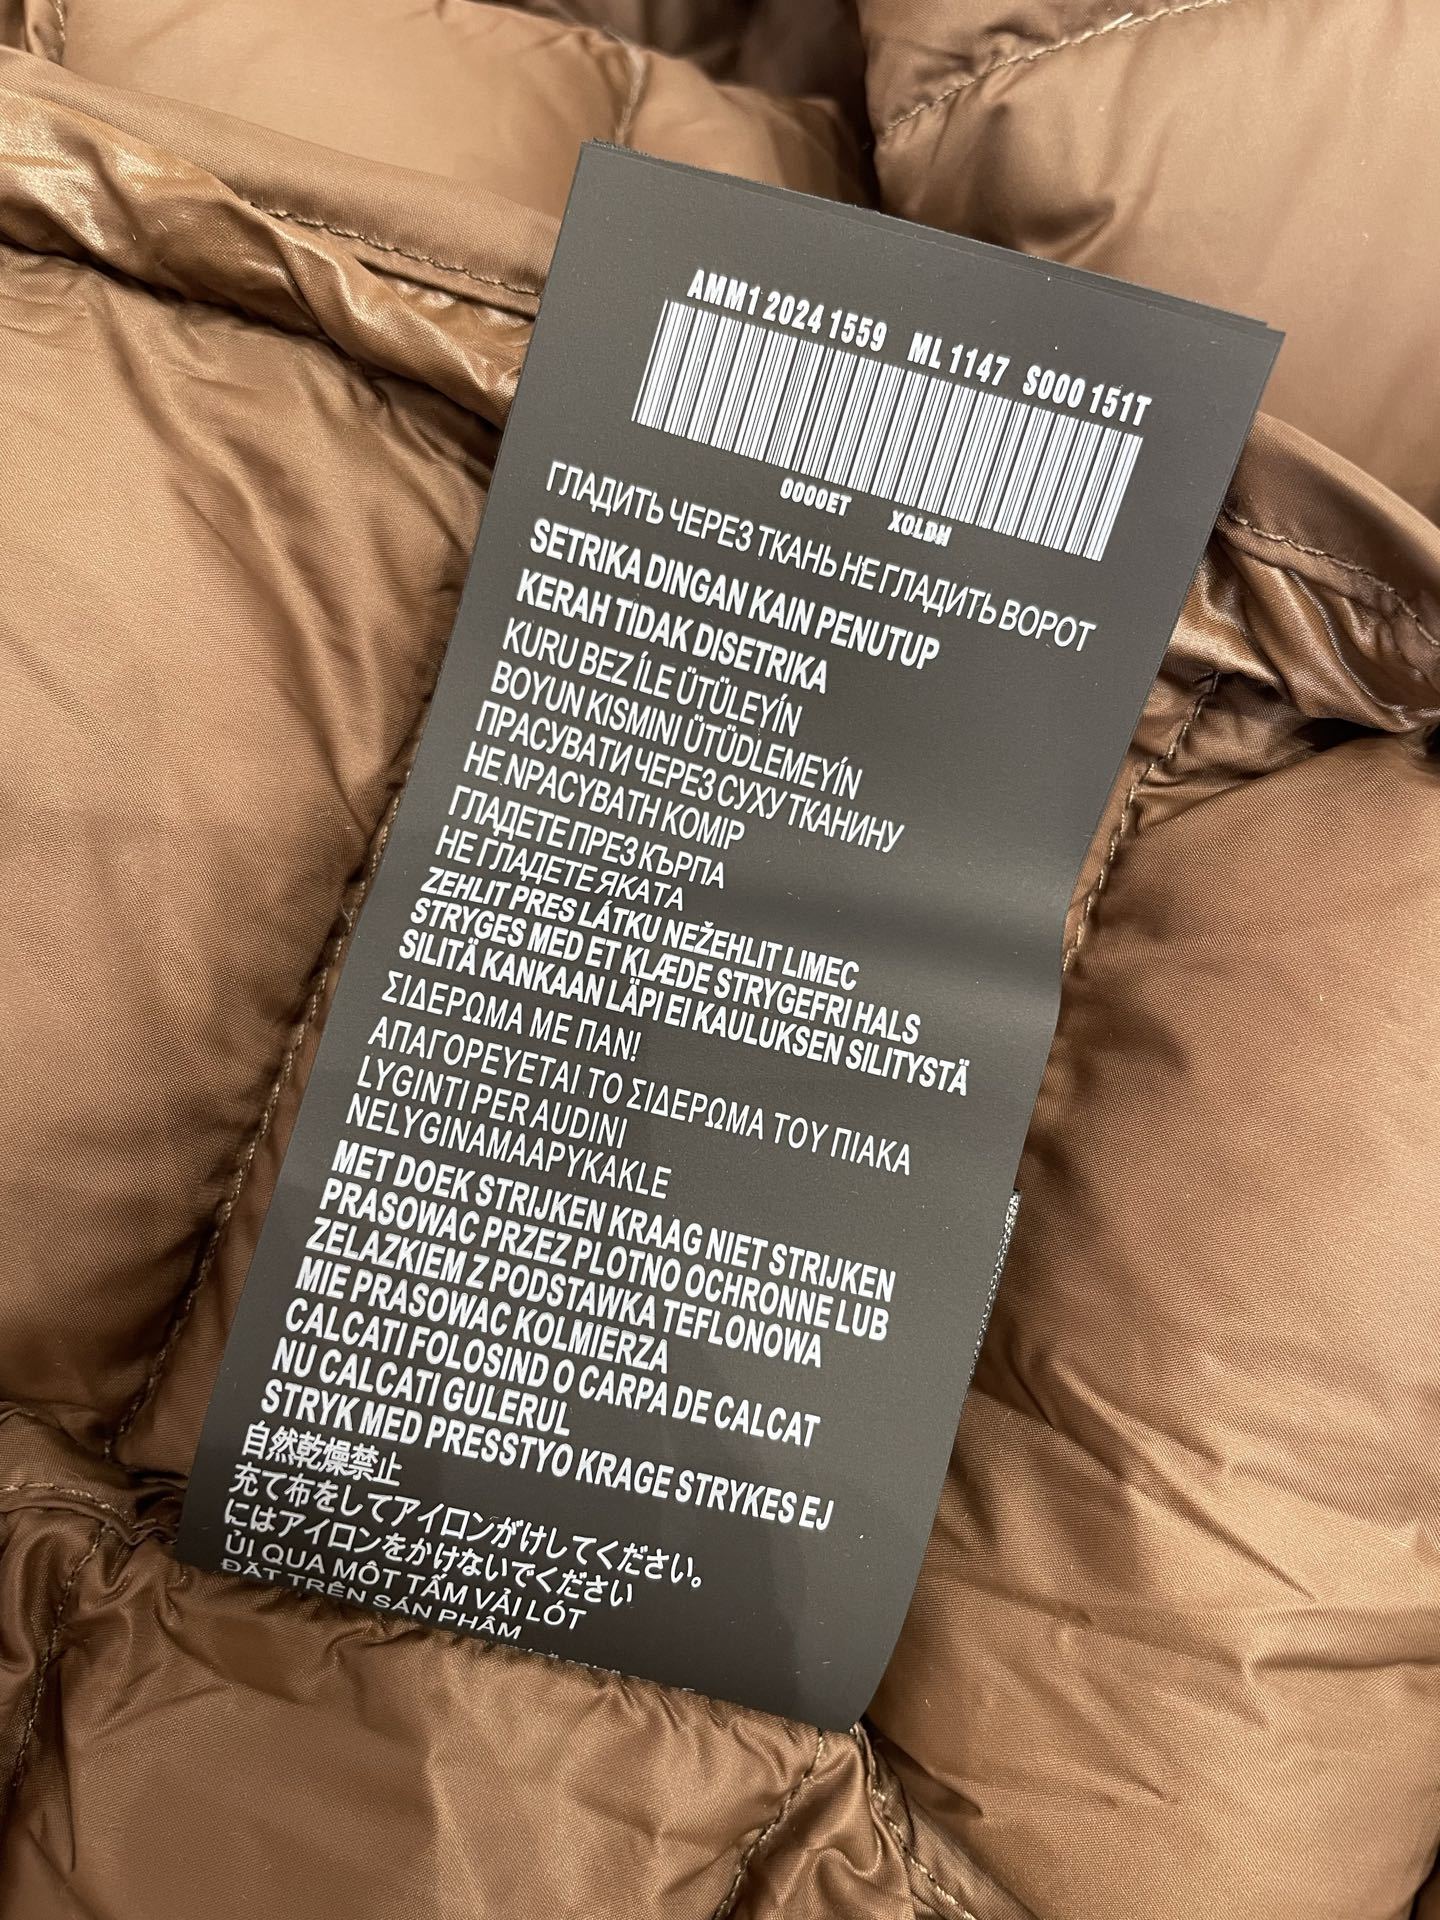 AMM1 2024 1559 ML 1147 S000 151T
0000ET XOLDH
ГЛАДИТЬ ЧЕРЕЗ ТКАНЬ НЕ ГЛАДИТЬ ВОРОТ
SETRIKA DINGAN KAIN PENUTUP
KERAH TIDAK DISETRIKA
KURU BEZ ÍLE ÜTÜLEYÍN
BOYUN KISMINI ÜTÜDLEMEYÍN
ПРАСУВАТИ ЧЕРЕЗ СУХУ ТКАНИНУ
НЕ NPACУВATH КОМІР
ГЛАДЕТЕ ПРЕЗ КЪРПА
НЕ ГЛАДЕТЕ ЯКАТА
ZEHLIT PRES LÁTKU NEŽEHLIT LIMEC
STRYGES MED ET KLÆDE STRYGEFRI HALS
SILITÄ KANKAAN LÄPI EI KAULUKSEN SILITYSTÄ
ΣΙΔΕΡΩΜΑ ΜΕ ΠΑΝ!
ΑΠΑΓΟΡΕΥΕΤΑΙ ΤΟ ΣΙΔΕΡΩΜΑ ΤΟΥ ΠΙΑΚΑ
LYGINTI PER AUDINI
NELYGINAMAAPYKAKLE
MET DOEK STRIJKEN KRAAG NIET STRIJKEN
PRASOWAC PRZEZ PLOTNO OCHRONNE LUB
ZELAZKIEM Z PODSTAWKA TEFLONOWA
MIE PRASOWAC KOLMIERZA
CALCATI FOLOSIND O CARPA DE CALCAT
NU CALCATI GULERUL
STRYK MED PRESSTYO KRAGE STRYKES EJ
自然乾燥禁止
充て布をしてアイロンがけしてください。
にはアイロンをかけないでください
ỦI QUA MỘT TẤM VẢI LÓT
ĐẶT TRÊN SẢN PHẨM